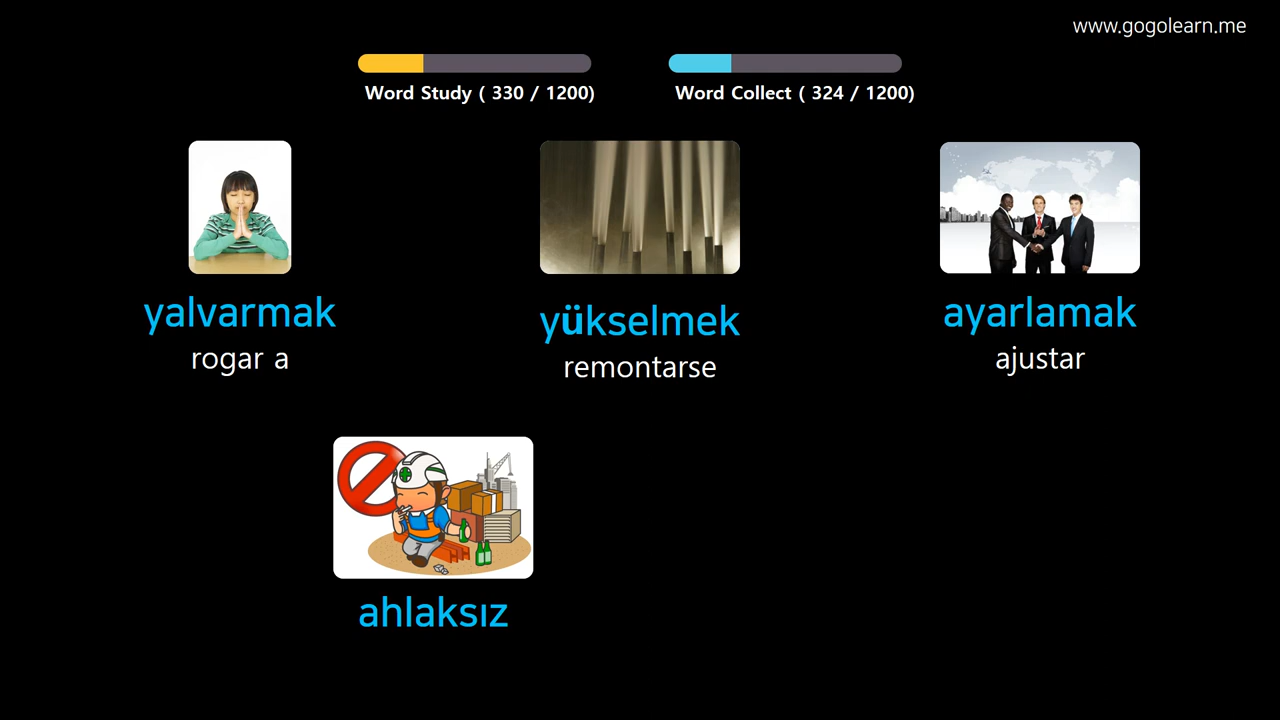 www.gogolearn.me
Word Study ( 330 / 1200)
Word Collect ( 324 / 1200)
yalvarmak
rogar a
yükselmek
remontarse
ayarlamak
ajustar
ahlaksız